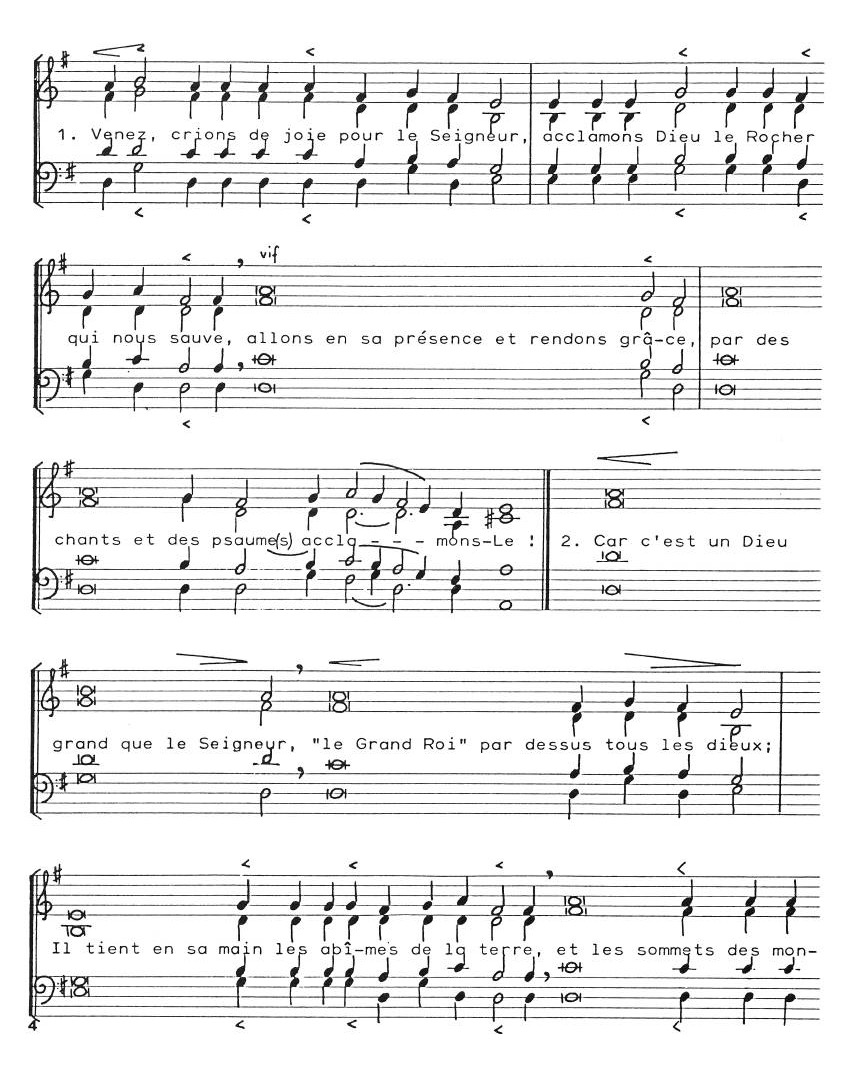 1. Venez, crions de joie pour le Seigneur, acclamons Dieu le Rocher
vif
qui nous sauve, allons en sa présence et rendons grâ-ce, par des
chants et des psaume(s) accla - - - mons-Le ! 2. Car c'est un Dieu
grand que le Seigneur, "le Grand Roi" par dessus tous les dieux;
Il tient en sa main les abî-mes de la terre, et les sommets des mon-
4